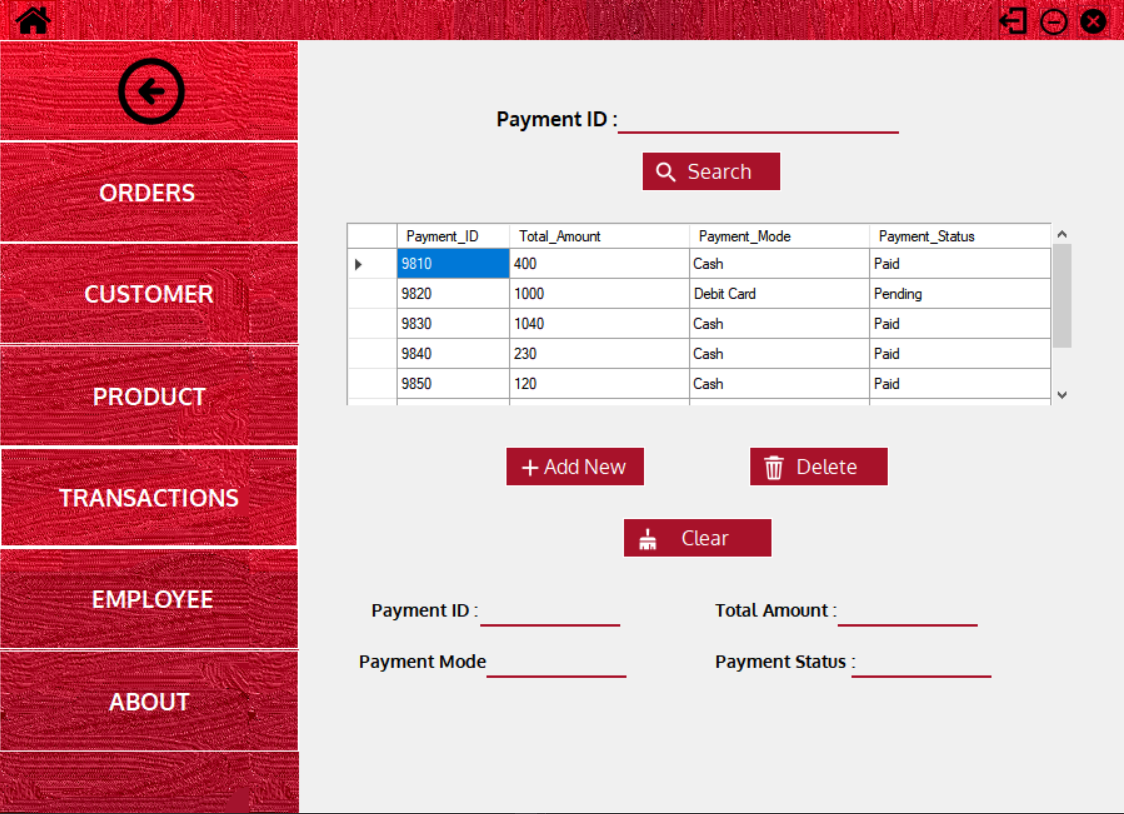 Payment ID :
Search
ORDERS
CUSTOMER
PRODUCT
TRANSACTIONS
EMPLOYEE
ABOUT
Payment_ID Total_Amount Payment_Mode Payment_Status
9810 400 Cash Paid
9820 1000 Debit Card Pending
9830 1040 Cash Paid
9840 230 Cash Paid
9850 120 Cash Paid
+ Add New Delete
Clear
Payment ID : Total Amount :
Payment Mode Payment Status :